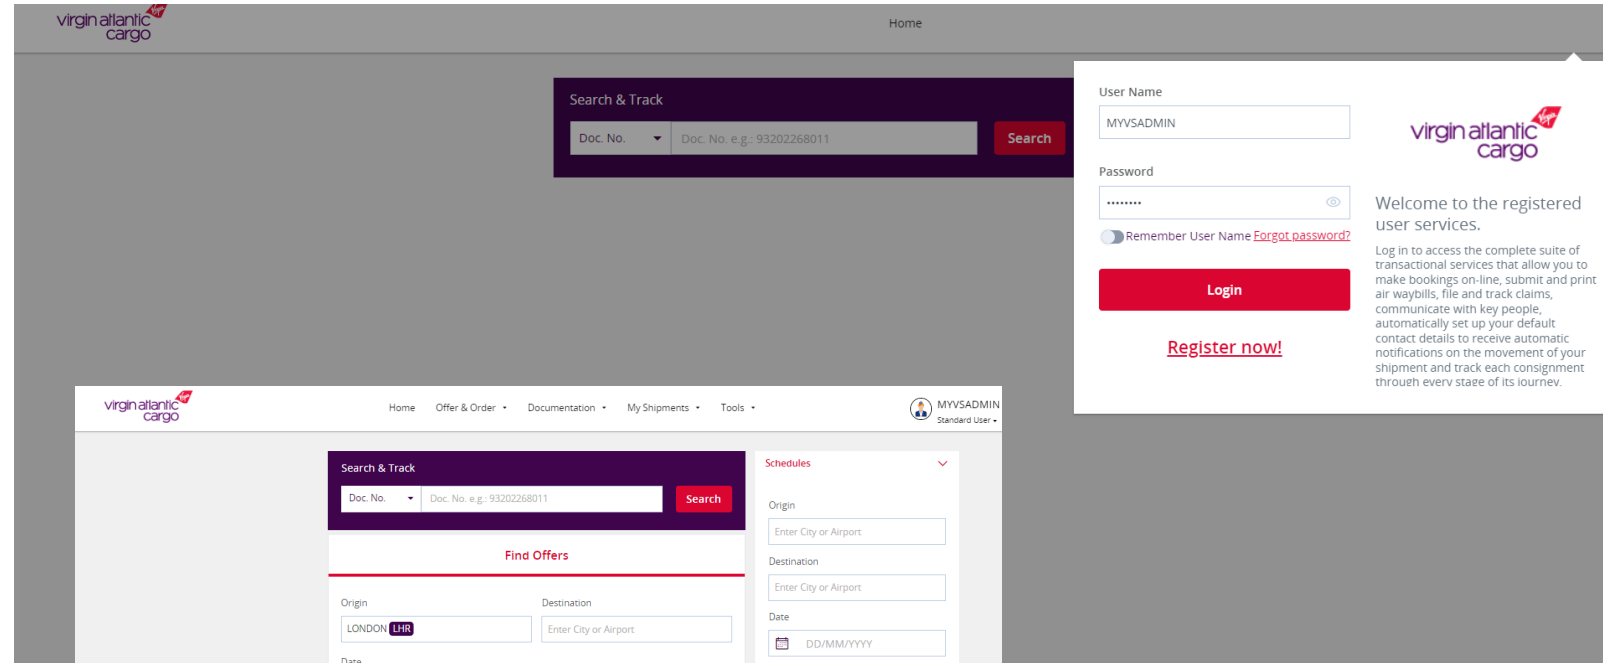 virgin atlantic
cargo
Home
Search & Track
Doc. No.
Doc. No. e.g.: 93202268011
Search
User Name
MYVSADMIN
Password
••••••••
Remember User Name Forgot password?
Login
Register now!
virgin atlantic
cargo
Welcome to the registered
user services.
Log in to access the complete suite of
transactional services that allow you to
make bookings on-line, submit and print
air waybills, file and track claims,
communicate with key people,
automatically set up your default
contact details to receive automatic
notifications on the movement of your
shipment and track each consignment
through every stage of its journey.
virgin atlantic
cargo
Home Offer & Order Documentation My Shipments Tools
MYVSADMIN
Standard User
Search & Track
Doc. No.
Doc. No. e.g.: 93202268011
Search
Find Offers
Origin
LONDON LHR
Destination
Enter City or Airport
Date
Schedules
Origin
Enter City or Airport
Destination
Enter City or Airport
Date
DD/MM/YYYY